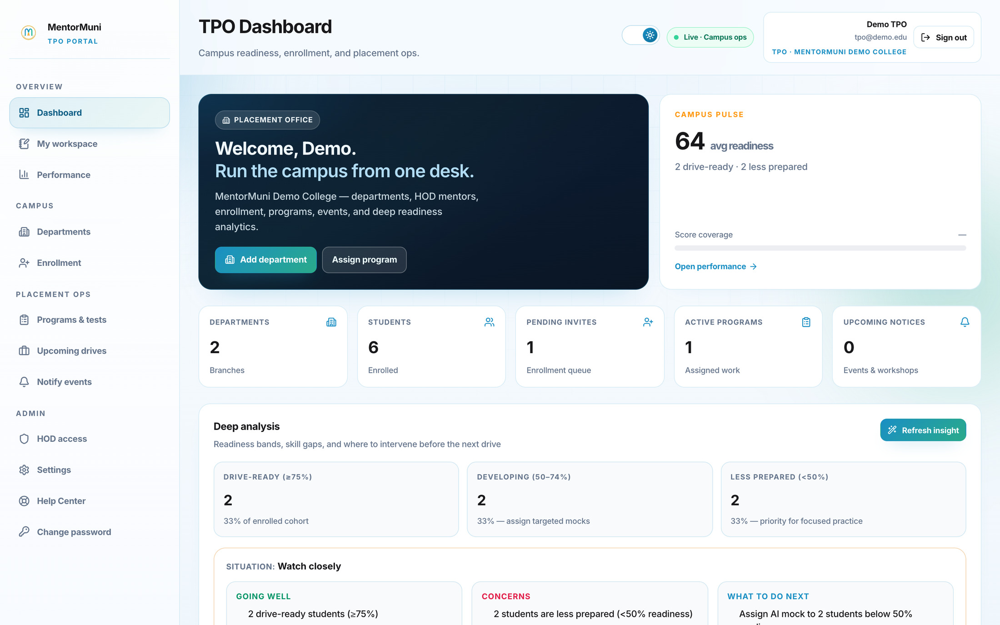 MentorMuni
TPO PORTAL
OVERVIEW
Dashboard
My workspace
Performance
CAMPUS
Departments
Enrollment
PLACEMENT OPS
Programs & tests
Upcoming drives
Notify events
ADMIN
HOD access
Settings
Help Center
Change password
TPO Dashboard
Campus readiness, enrollment, and placement ops.
Live · Campus ops
Demo TPO
tpo@demo.edu
TPO · MENTORMUNI DEMO COLLEGE
Sign out
PLACEMENT OFFICE
Welcome, Demo.
Run the campus from one desk.
MentorMuni Demo College — departments, HOD mentors,
enrollment, programs, events, and deep readiness
analytics.
Add department
Assign program
CAMPUS PULSE
64 avg readiness
2 drive-ready · 2 less prepared
Score coverage —
Open performance →
DEPARTMENTS
2
Branches
STUDENTS
6
Enrolled
PENDING INVITES
1
Enrollment queue
ACTIVE PROGRAMS
1
Assigned work
UPCOMING NOTICES
0
Events & workshops
Deep analysis
Readiness bands, skill gaps, and where to intervene before the next drive
Refresh insight
DRIVE-READY (≥75%)
2
33% of enrolled cohort
DEVELOPING (50–74%)
2
33% — assign targeted mocks
LESS PREPARED (<50%)
2
33% — priority for focused practice
SITUATION: Watch closely
GOING WELL
2 drive-ready students (≥75%)
CONCERNS
2 students are less prepared (<50% readiness)
WHAT TO DO NEXT
Assign AI mock to 2 students below 50%